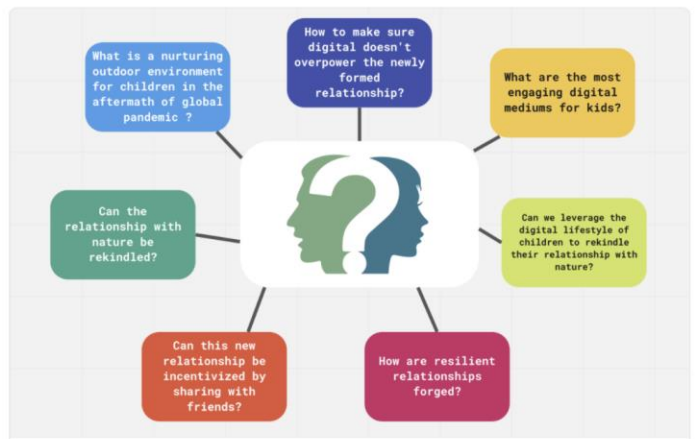 What is a nurturing
outdoor environment
for children in the
aftermath of global
pandemic ?
How to make sure
digital doesn't
overpower the newly
formed
relationship?
What are the most
engaging digital
mediums for kids?
Can the
relationship with
nature be
rekindled?
Can we leverage the
digital lifestyle of
children to rekindle
their relationship with
nature?
Can this new
relationship be
incentivized by
sharing with
friends?
How are resilient
relationships
forged?